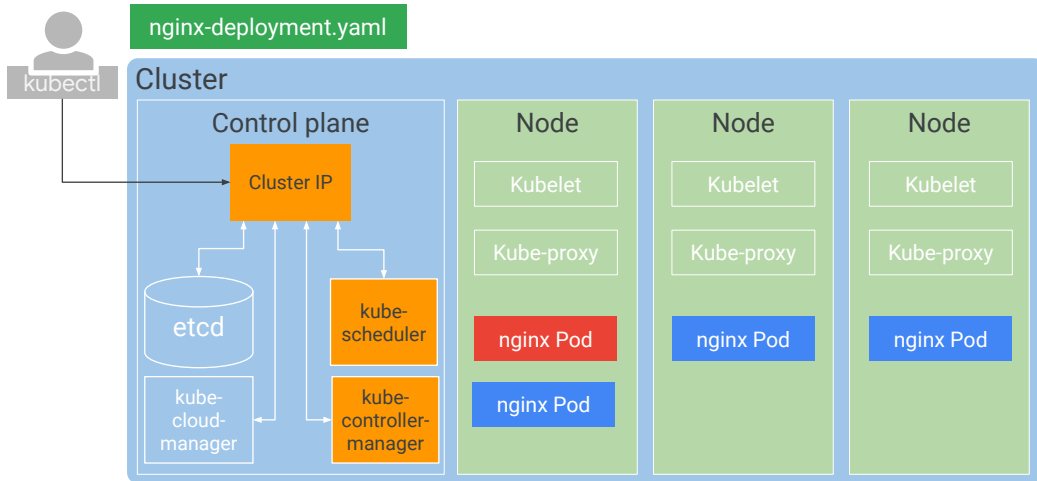 nginx-deployment.yaml
kubectl
Cluster
Control plane
Cluster IP
etcd
kube-
scheduler
kube-
cloud-
manager
kube-
controller-
manager
Node
Kubelet
Kube-proxy
nginx Pod
nginx Pod
Node
Kubelet
Kube-proxy
nginx Pod
Node
Kubelet
Kube-proxy
nginx Pod